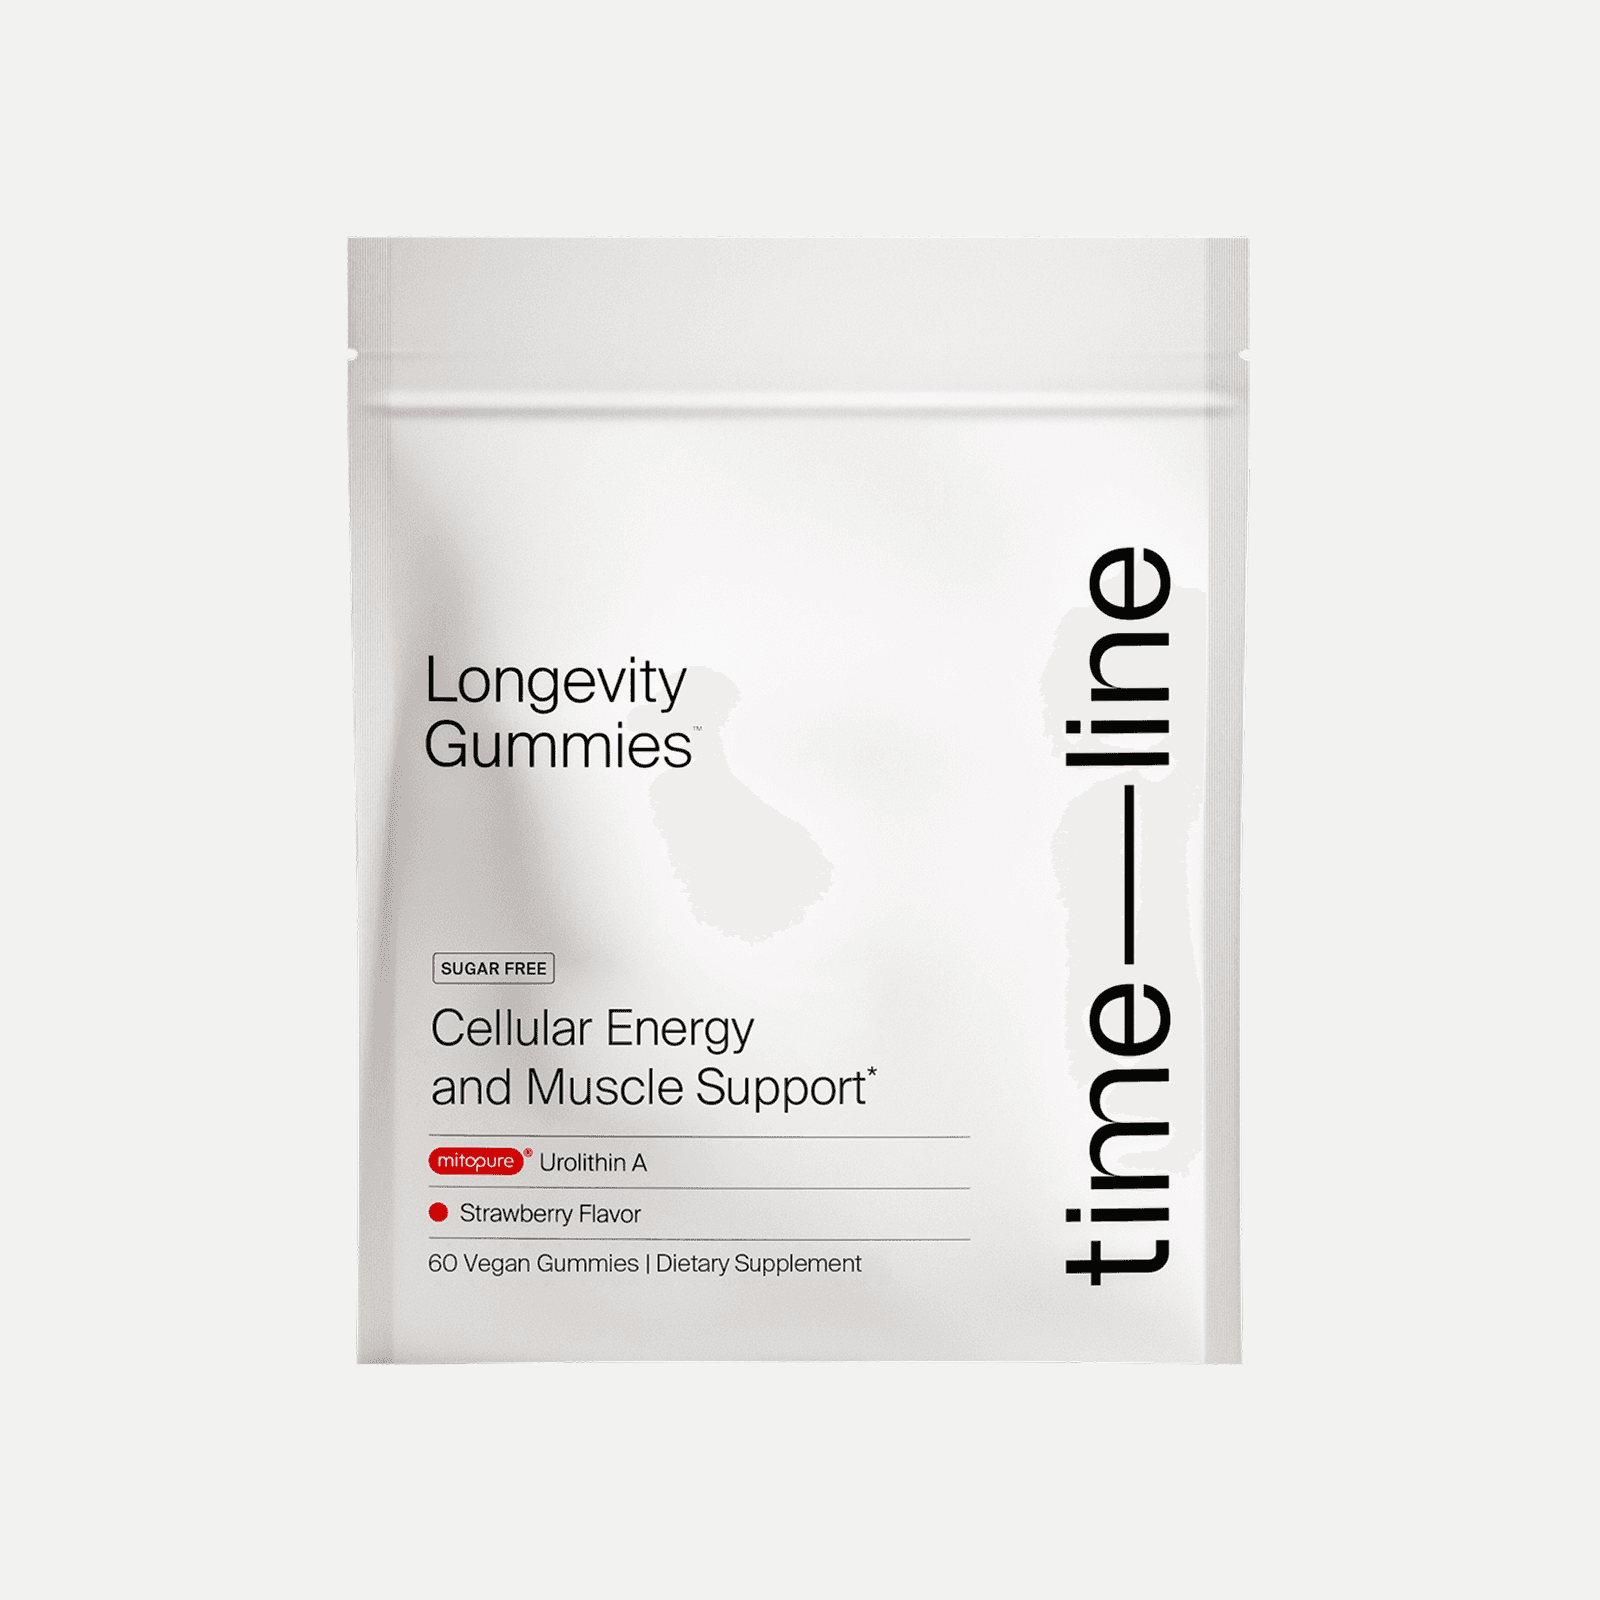 Longevity
Gummies™
SUGAR FREE
Cellular Energy
and Muscle Support*
mitopure® Urolithin A
Strawberry Flavor
60 Vegan Gummies | Dietary Supplement
time—line